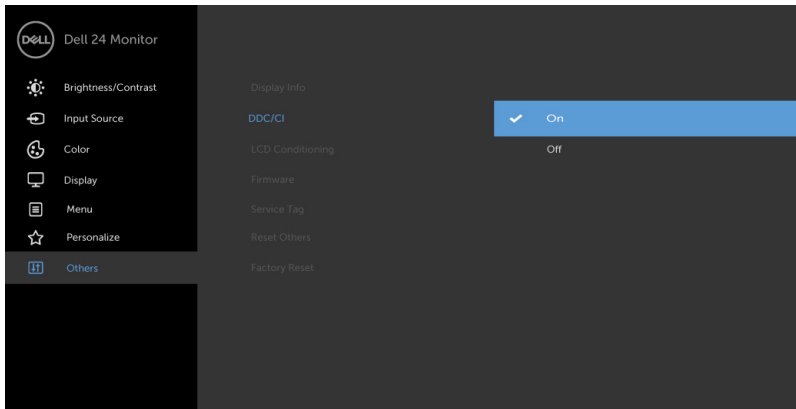 DELL Dell 24 Monitor
Brightness/Contrast
Display Info
Input Source
DDC/CI
On
Color
LCD Conditioning
Off
Display
Firmware
Menu
Service Tag
Personalize
Reset Others
Others
Factory Reset